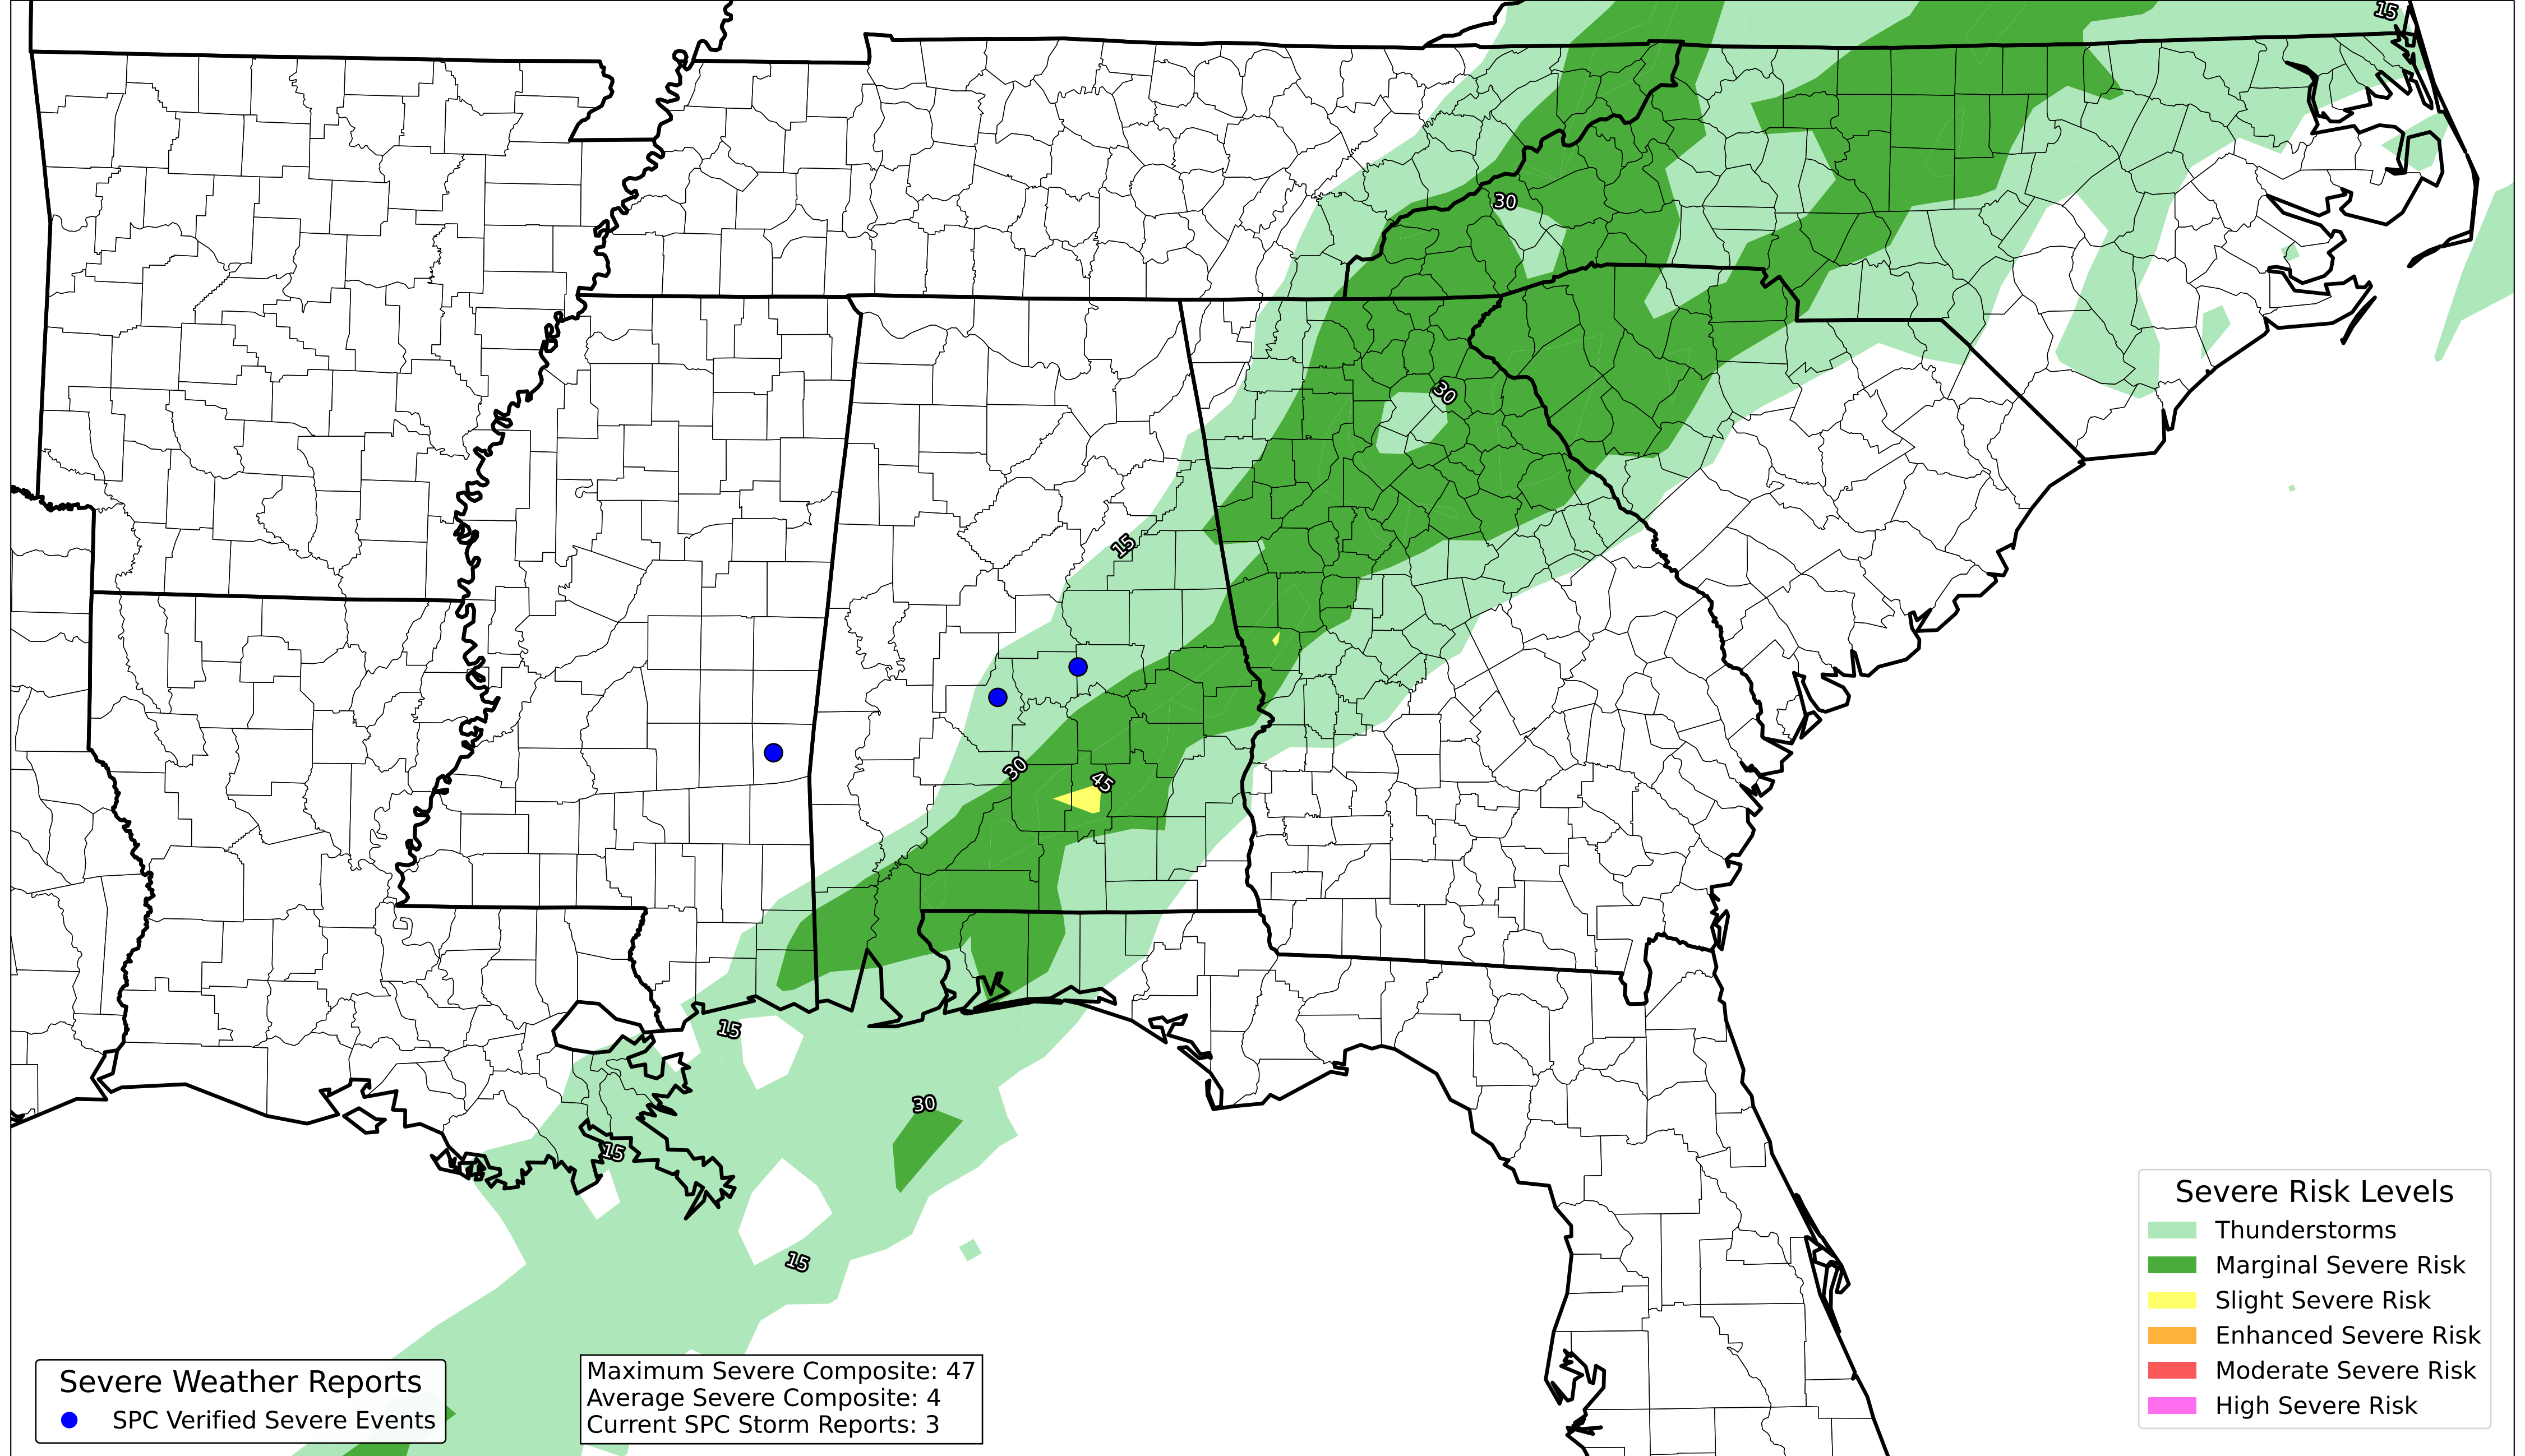 15
30
30
15
45
30
15
30
15
15
Severe Risk Levels
Thunderstorms
Marginal Severe Risk
Slight Severe Risk
Enhanced Severe Risk
Moderate Severe Risk
High Severe Risk
Severe Weather Reports
SPC Verified Severe Events
Maximum Severe Composite: 47
Average Severe Composite: 4
Current SPC Storm Reports: 3